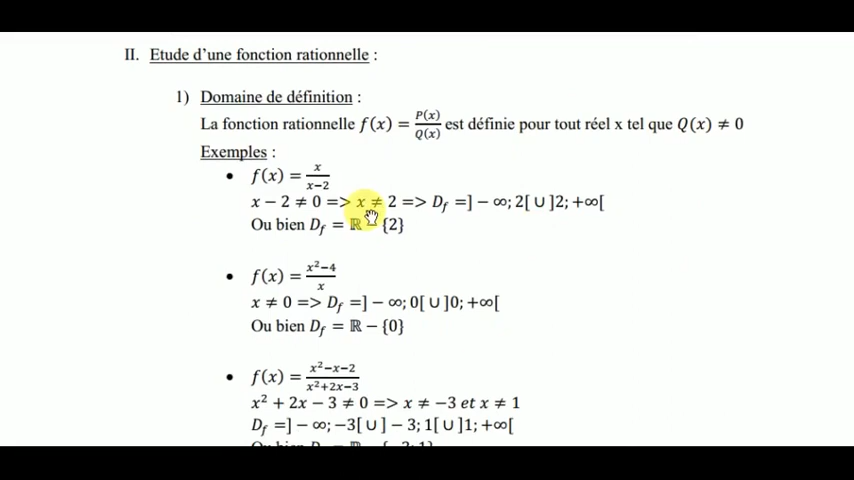 II. Etude d'une fonction rationnelle :
1) Domaine de définition :
La fonction rationnelle f(x) = P(x)/Q(x) est définie pour tout réel x tel que Q(x) ≠ 0
Exemples :
• f(x) = x/(x−2)
x − 2 ≠ 0 => x ≠ 2 => D_f =] − ∞; 2[ ∪ ]2; +∞[
Ou bien D_f = ℝ − {2}
• f(x) = (x²−4)/x
x ≠ 0 => D_f =] − ∞; 0[ ∪ ]0; +∞[
Ou bien D_f = ℝ − {0}
• f(x) = (x²−x−2)/(x²+2x−3)
x² + 2x − 3 ≠ 0 => x ≠ −3 et x ≠ 1
D_f =] − ∞; −3[ ∪ ] − 3; 1[ ∪ ]1; +∞[